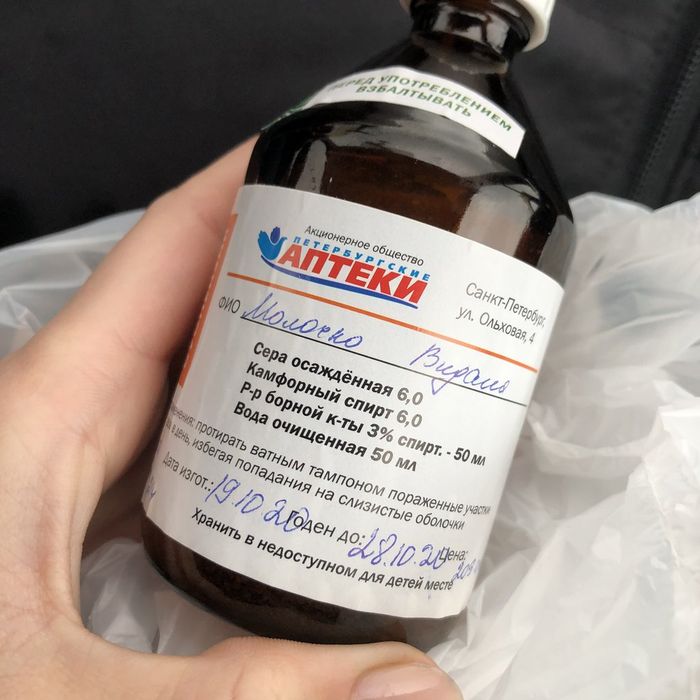 ПЕРЕД УПОТРЕБЛЕНИЕМ
ВЗБАЛТЫВАТЬ
Акционерное общество
ПЕТЕРБУРГСКИЕ
АПТЕКИ
Санкт-Петербург,
ул. Ольховая, 4
ФИО Молочко Видаля
Сера осаждённая 6,0
Камфорный спирт 6,0
Р-р борной к-ты 3% спирт. - 50 мл
Вода очищенная 50 мл
протирать ватным тампоном пораженные участки
в день, избегая попадания на слизистые оболочки
Дата изгот.: 19.10.20 Годен до: 28.10.20 Цена:
Хранить в недоступном для детей месте